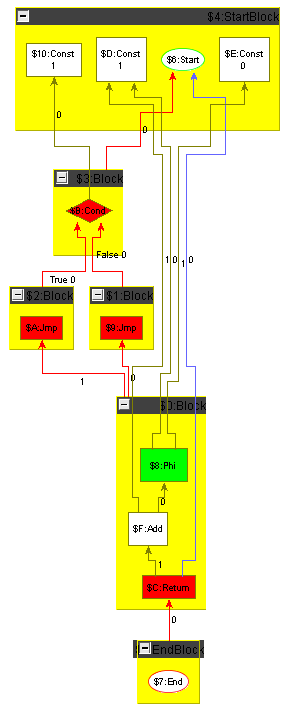 $4:StartBlock
$10:Const
1
$D:Const
1
$6:Start
$E:Const
0
0
0
$3:Block
$B:Cond
True 0
False 0
1
0
1
0
$2:Block
$1:Block
$A:Jmp
$9:Jmp
1
0
$0:Block
$8:Phi
0
$F:Add
1
$C:Return
0
EndBlock
$7:End